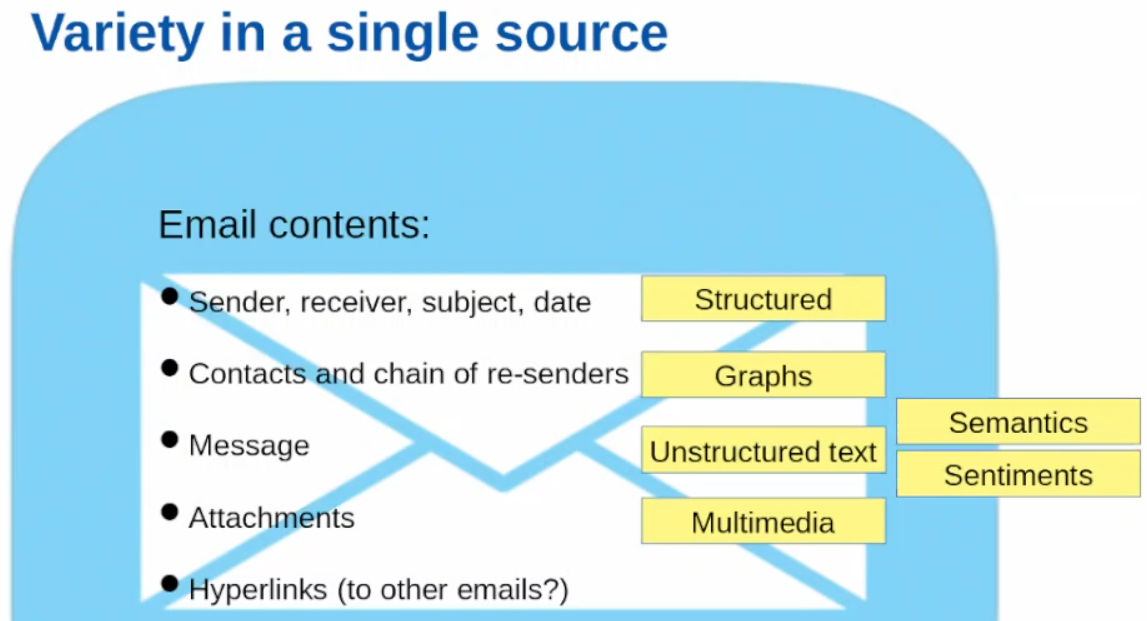 Variety in a single source
Email contents:
● Sender, receiver, subject, date
Structured
● Contacts and chain of re-senders
Graphs
● Message
Unstructured text
Semantics
Sentiments
● Attachments
Multimedia
● Hyperlinks (to other emails?)